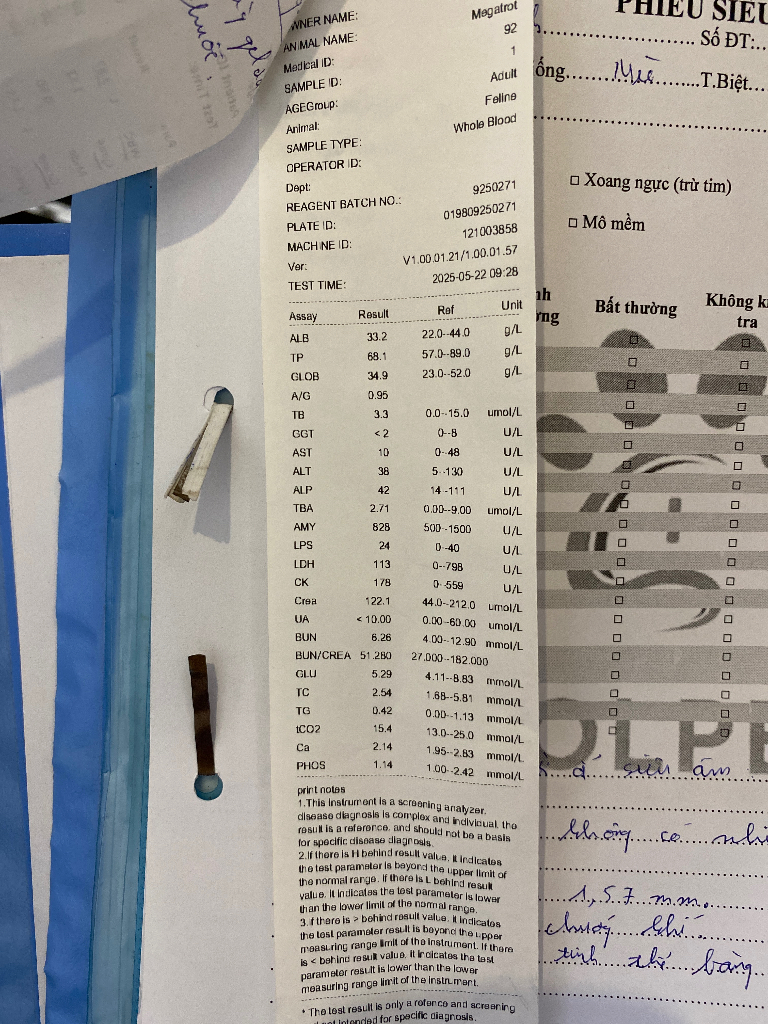 OWNER NAME:
ANIMAL NAME: Megatrot
Medical ID: 92
SAMPLE ID: 1
AGEGroup: Adult
Animal: Feline
SAMPLE TYPE: Whole Blood
OPERATOR ID:
Dept:
REAGENT BATCH NO.: 9250271
PLATE ID: 019809250271
MACHINE ID: 121003858
Ver: V1.00.01.21/1.00.01.57
TEST TIME: 2025-05-22 09:28
Assay Result Ref Unit
ALB 33.2 22.0--44.0 g/L
TP 68.1 57.0--89.0 g/L
GLOB 34.9 23.0--52.0 g/L
A/G 0.95
TB 3.3 0.0--15.0 umol/L
GGT < 2 0--8 U/L
AST 10 0--48 U/L
ALT 38 5--130 U/L
ALP 42 14--111 U/L
TBA 2.71 0.00--9.00 umol/L
AMY 828 500--1500 U/L
LPS 24 0--40 U/L
LDH 113 0--798 U/L
CK 178 0--559 U/L
Crea 122.1 44.0--212.0 umol/L
UA < 10.00 0.00--60.00 umol/L
BUN 6.26 4.00--12.90 mmol/L
BUN/CREA 51.280 27.000--182.000
GLU 5.29 4.11--8.83 mmol/L
TC 2.54 1.68--5.81 mmol/L
TG 0.42 0.00--1.13 mmol/L
tCO2 15.4 13.0--25.0 mmol/L
Ca 2.14 1.95--2.83 mmol/L
PHOS 1.14 1.00--2.42 mmol/L
print notes
1.This instrument is a screening analyzer.
disease diagnosis is complex and individual, the
result is a reference, and should not be a basis
for specific disease diagnosis.
2.If there is H behind result value. It indicates
the test parameter is beyond the upper limit of
the normal range. If there is L behind result
value. It indicates the test parameter is lower
than the lower limit of the normal range.
3.if there is > behind result value. It indicates
the test parameter result is beyond the upper
measuring range limit of the instrument. If there
is < behind result value. It indicates the test
parameter result is lower than the lower
measuring range limit of the instrument.
* The test result is only a refence and screening
intended for specific diagnosis.
PHIẾU SIÊU
Số ĐT:
ống Mèo T.Biệt
□ Xoang ngực (trừ tim)
□ Mô mềm
Bất thường
Không k
tra
OLPE
siêu âm
không có
1,57 mm.
chướng khí.
bàng